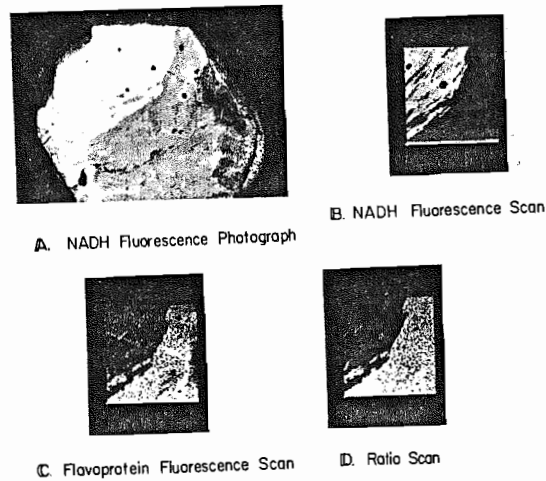 A. NADH Fluorescence Photograph
B. NADH Fluorescence Scan
C. Flavoprotein Fluorescence Scan
D. Ratio Scan